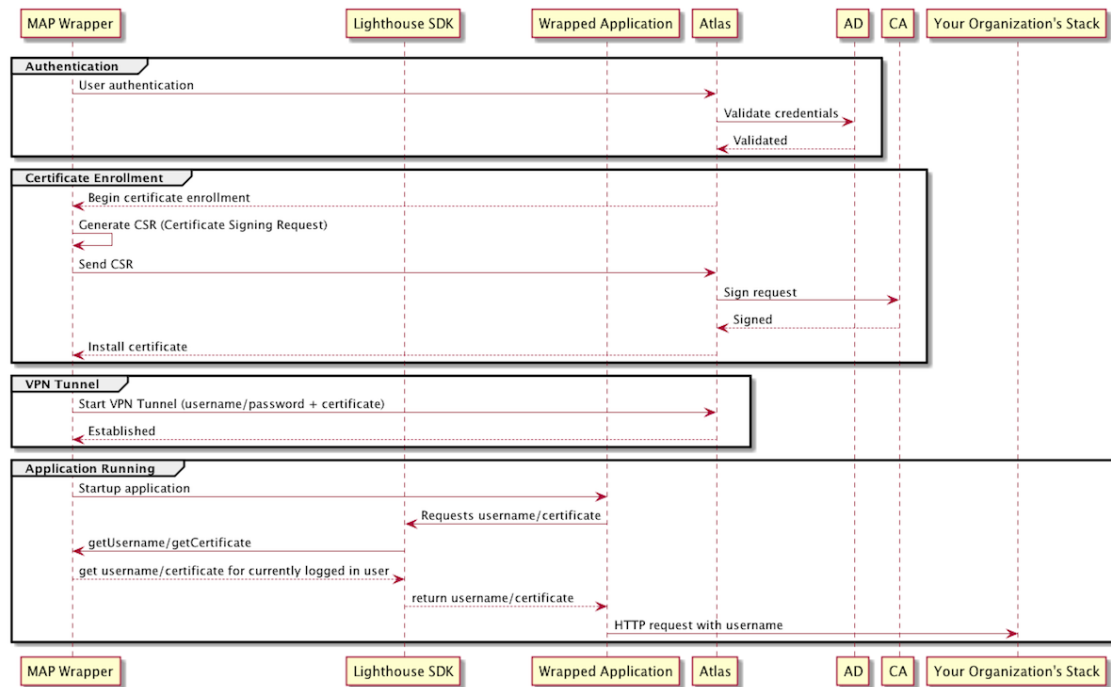 MAP Wrapper Lighthouse SDK Wrapped Application Atlas AD CA Your Organization's Stack
Authentication
User authentication
Validate credentials
Validated
Certificate Enrollment
Begin certificate enrollment
Generate CSR (Certificate Signing Request)
Send CSR
Sign request
Signed
Install certificate
VPN Tunnel
Start VPN Tunnel (username/password + certificate)
Established
Application Running
Startup application
Requests username/certificate
getUsername/getCertificate
get username/certificate for currently logged in user
return username/certificate
HTTP request with username
MAP Wrapper Lighthouse SDK Wrapped Application Atlas AD CA Your Organization's Stack